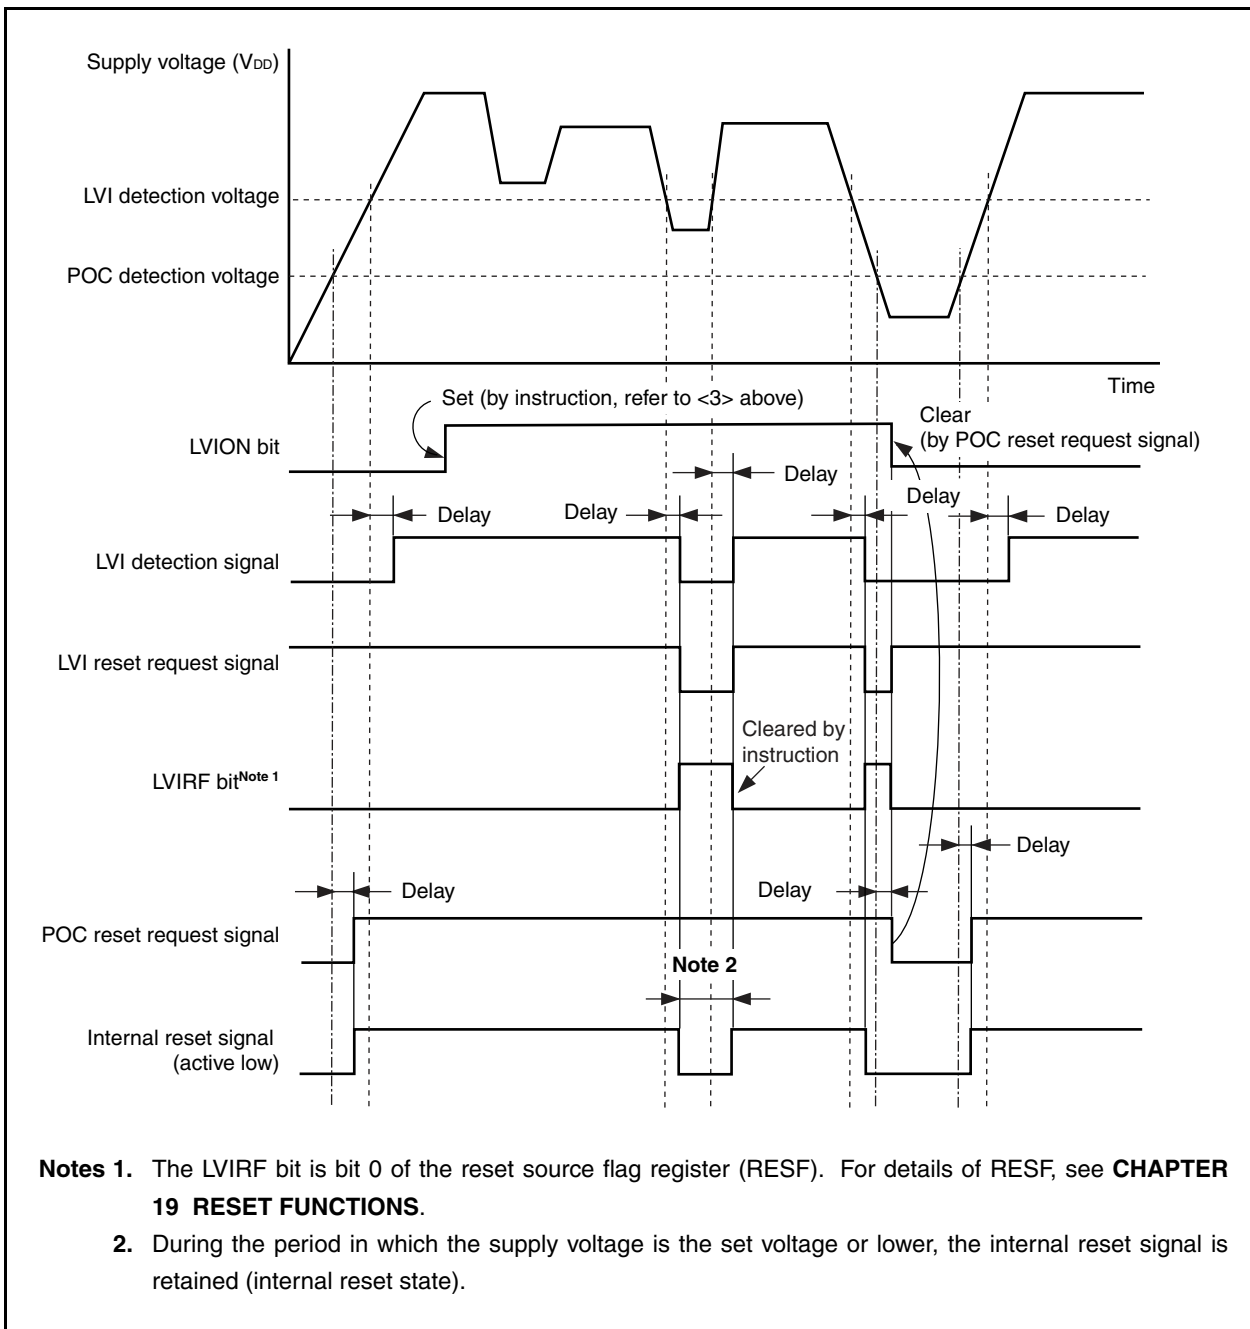 Supply voltage (VDD)
LVI detection voltage
POC detection voltage
Time
Set (by instruction, refer to <3> above)
Clear
(by POC reset request signal)
LVION bit
Delay
Delay
Delay
Delay
Delay
LVI detection signal
LVI reset request signal
Cleared by
instruction
LVIRF bitNote 1
Delay
Delay
Delay
POC reset request signal
Note 2
Internal reset signal
(active low)
Notes 1. The LVIRF bit is bit 0 of the reset source flag register (RESF). For details of RESF, see CHAPTER
19 RESET FUNCTIONS.
2. During the period in which the supply voltage is the set voltage or lower, the internal reset signal is
retained (internal reset state).